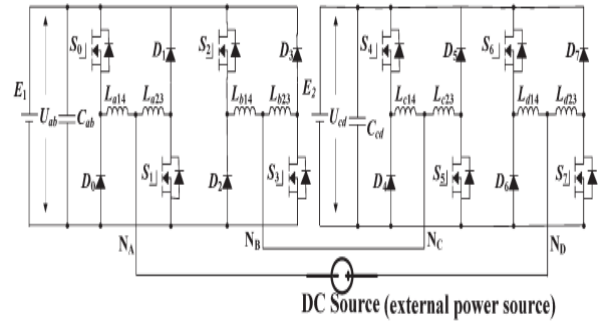 S0 D1 S2 D3 S4 D5 S6 D7
E1 Uab Cab La14 La23 Lb14 Lb23 E2 Ucd Ccd Lc14 Lc23 Ld14 Ld23
D0 S1 D2 S3 D4 S5 D6 S7
NA NB NC ND
DC Source (external power source)